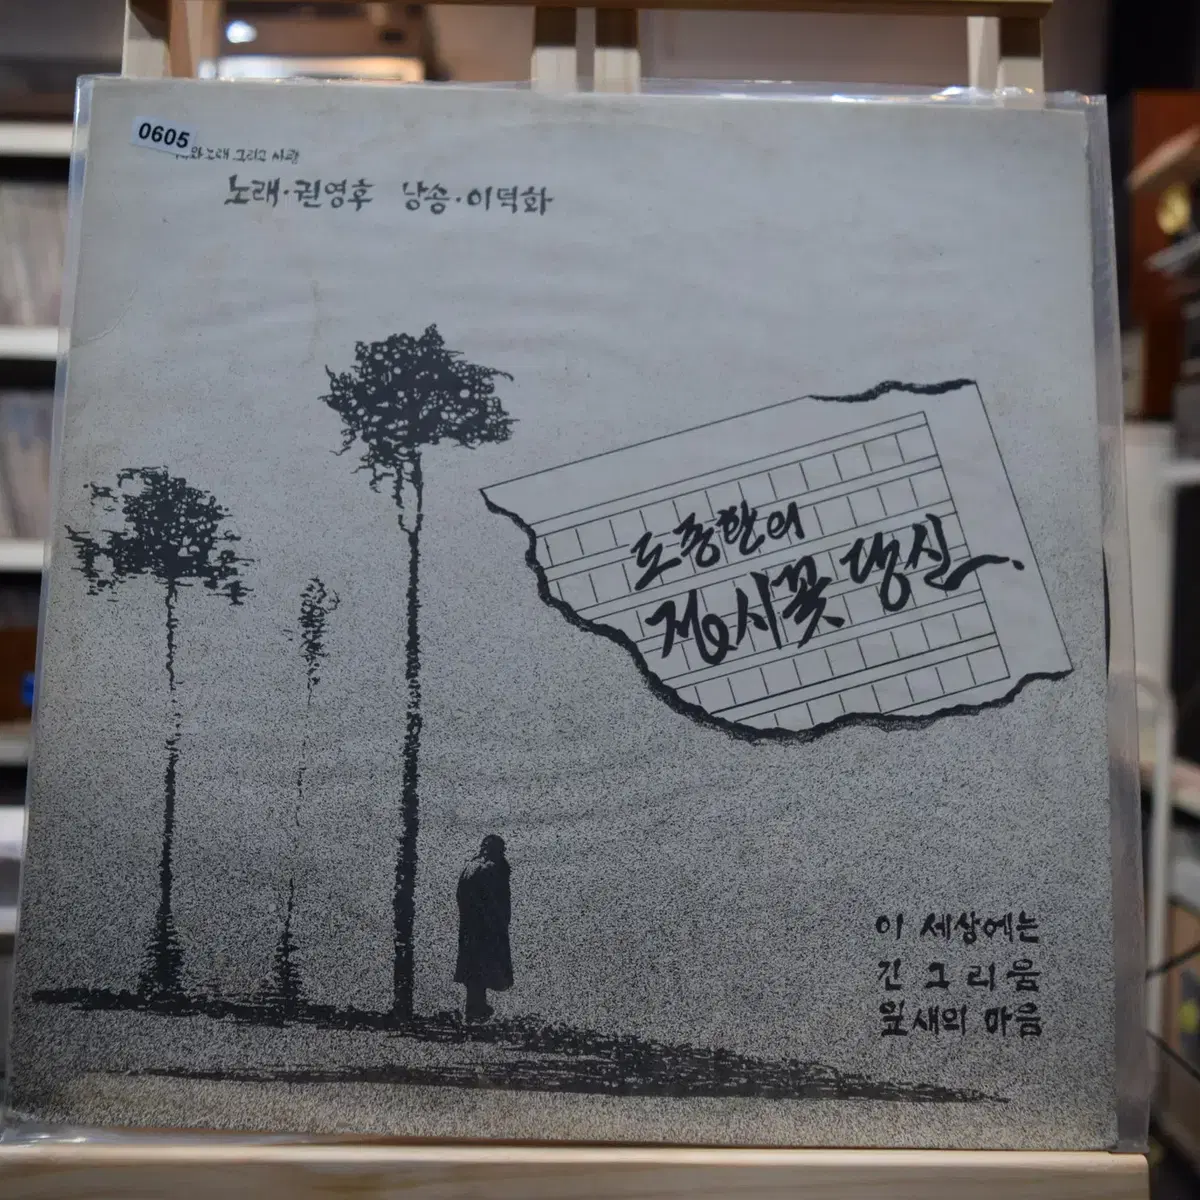 0605
와 노래 그리고 사랑
노래·권영후 낭송·이덕화
도종환의
접시꽃 당신
이 세상에는
긴 그리움
잎새의 마음